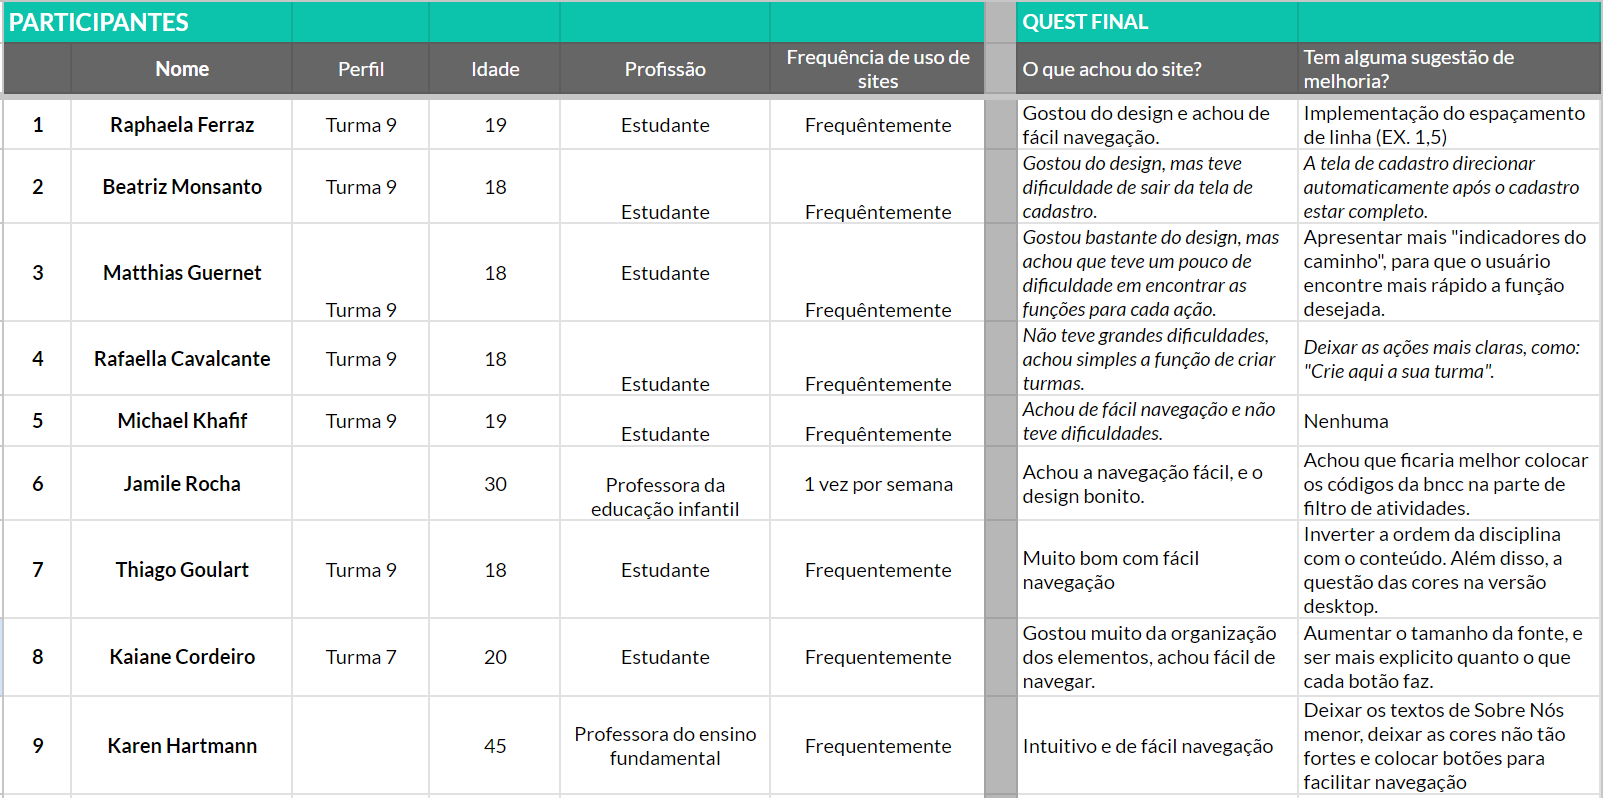 PARTICIPANTES QUEST FINAL
Nome Perfil Idade Profissão Frequência de uso de sites O que achou do site? Tem alguma sugestão de melhoria?
1 Raphaela Ferraz Turma 9 19 Estudante Frequêntemente Gostou do design e achou de fácil navegação. Implementação do espaçamento de linha (EX. 1,5)
2 Beatriz Monsanto Turma 9 18 Estudante Frequêntemente Gostou do design, mas teve dificuldade de sair da tela de cadastro. A tela de cadastro direcionar automaticamente após o cadastro estar completo.
3 Matthias Guernet Turma 9 18 Estudante Frequêntemente Gostou bastante do design, mas achou que teve um pouco de dificuldade em encontrar as funções para cada ação. Apresentar mais "indicadores do caminho", para que o usuário encontre mais rápido a função desejada.
4 Rafaella Cavalcante Turma 9 18 Estudante Frequêntemente Não teve grandes dificuldades, achou simples a função de criar turmas. Deixar as ações mais claras, como: "Crie aqui a sua turma".
5 Michael Khafif Turma 9 19 Estudante Frequêntemente Achou de fácil navegação e não teve dificuldades. Nenhuma
6 Jamile Rocha 30 Professora da educação infantil 1 vez por semana Achou a navegação fácil, e o design bonito. Achou que ficaria melhor colocar os códigos da bncc na parte de filtro de atividades.
7 Thiago Goulart Turma 9 18 Estudante Frequentemente Muito bom com fácil navegação Inverter a ordem da disciplina com o conteúdo. Além disso, a questão das cores na versão desktop.
8 Kaiane Cordeiro Turma 7 20 Estudante Frequentemente Gostou muito da organização dos elementos, achou fácil de navegar. Aumentar o tamanho da fonte, e ser mais explicito quanto o que cada botão faz.
9 Karen Hartmann 45 Professora do ensino fundamental Frequentemente Intuitivo e de fácil navegação Deixar os textos de Sobre Nós menor, deixar as cores não tão fortes e colocar botões para facilitar navegação